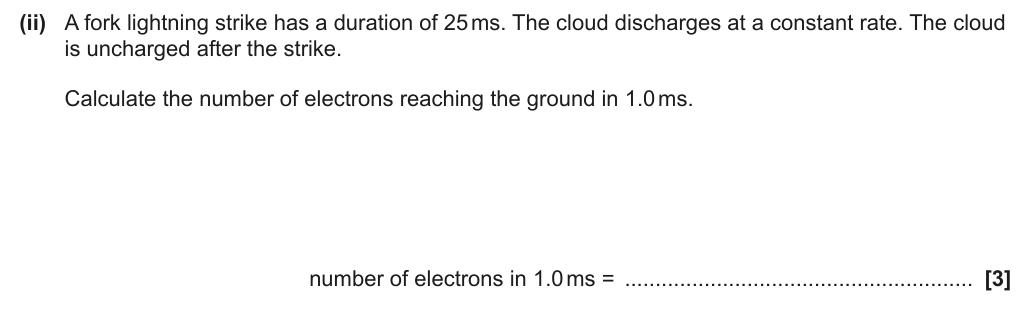 (ii) A fork lightning strike has a duration of 25 ms. The cloud discharges at a constant rate. The cloud
is uncharged after the strike.
Calculate the number of electrons reaching the ground in 1.0 ms.
number of electrons in 1.0 ms = .......................................................... [3]